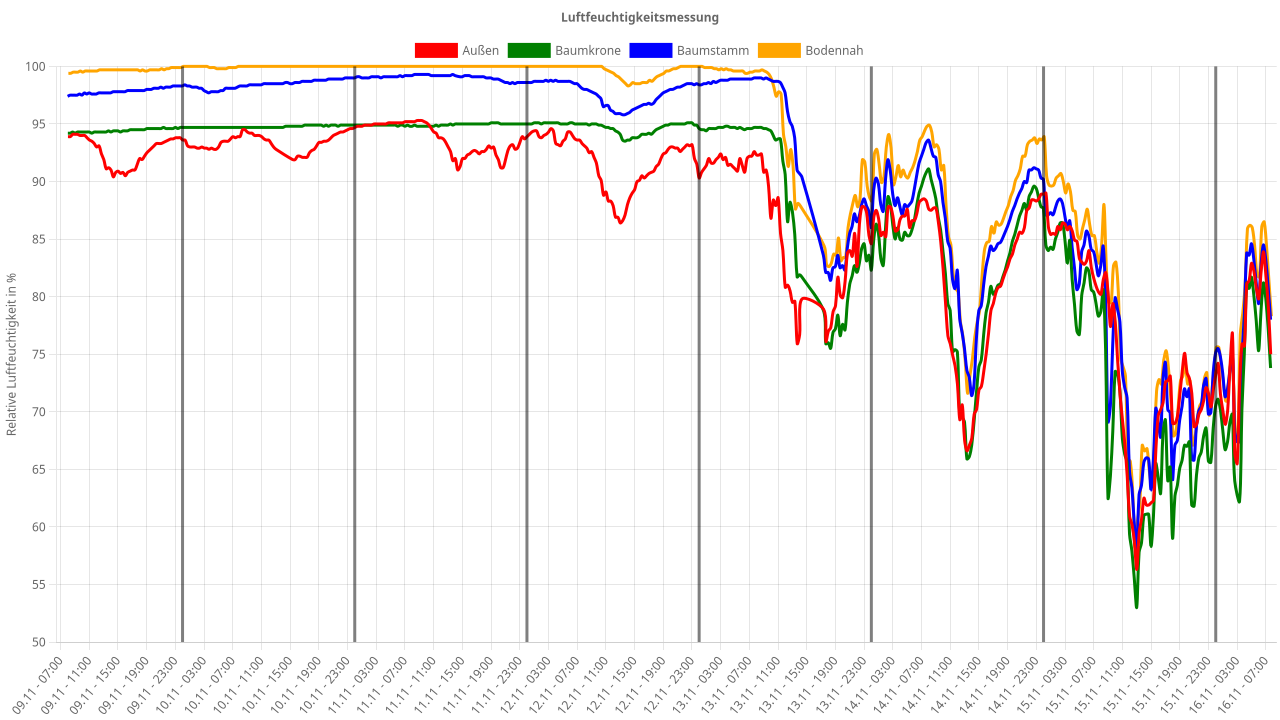 Luftfeuchtigkeitsmessung
Außen Baumkrone Baumstamm Bodennah
Relative Luftfeuchtigkeit in %
100
95
90
85
80
75
70
65
60
55
50
09.11 - 07:00 09.11 - 11:00 09.11 - 15:00 09.11 - 19:00 09.11 - 23:00 10.11 - 03:00 10.11 - 07:00 10.11 - 11:00 10.11 - 15:00 10.11 - 19:00 10.11 - 23:00 11.11 - 03:00 11.11 - 07:00 11.11 - 11:00 11.11 - 15:00 11.11 - 19:00 11.11 - 23:00 12.11 - 03:00 12.11 - 07:00 12.11 - 11:00 12.11 - 15:00 12.11 - 19:00 12.11 - 23:00 13.11 - 03:00 13.11 - 07:00 13.11 - 11:00 13.11 - 15:00 13.11 - 19:00 13.11 - 23:00 14.11 - 03:00 14.11 - 07:00 14.11 - 11:00 14.11 - 15:00 14.11 - 19:00 14.11 - 23:00 15.11 - 03:00 15.11 - 07:00 15.11 - 11:00 15.11 - 15:00 15.11 - 19:00 15.11 - 23:00 16.11 - 03:00 16.11 - 07:00